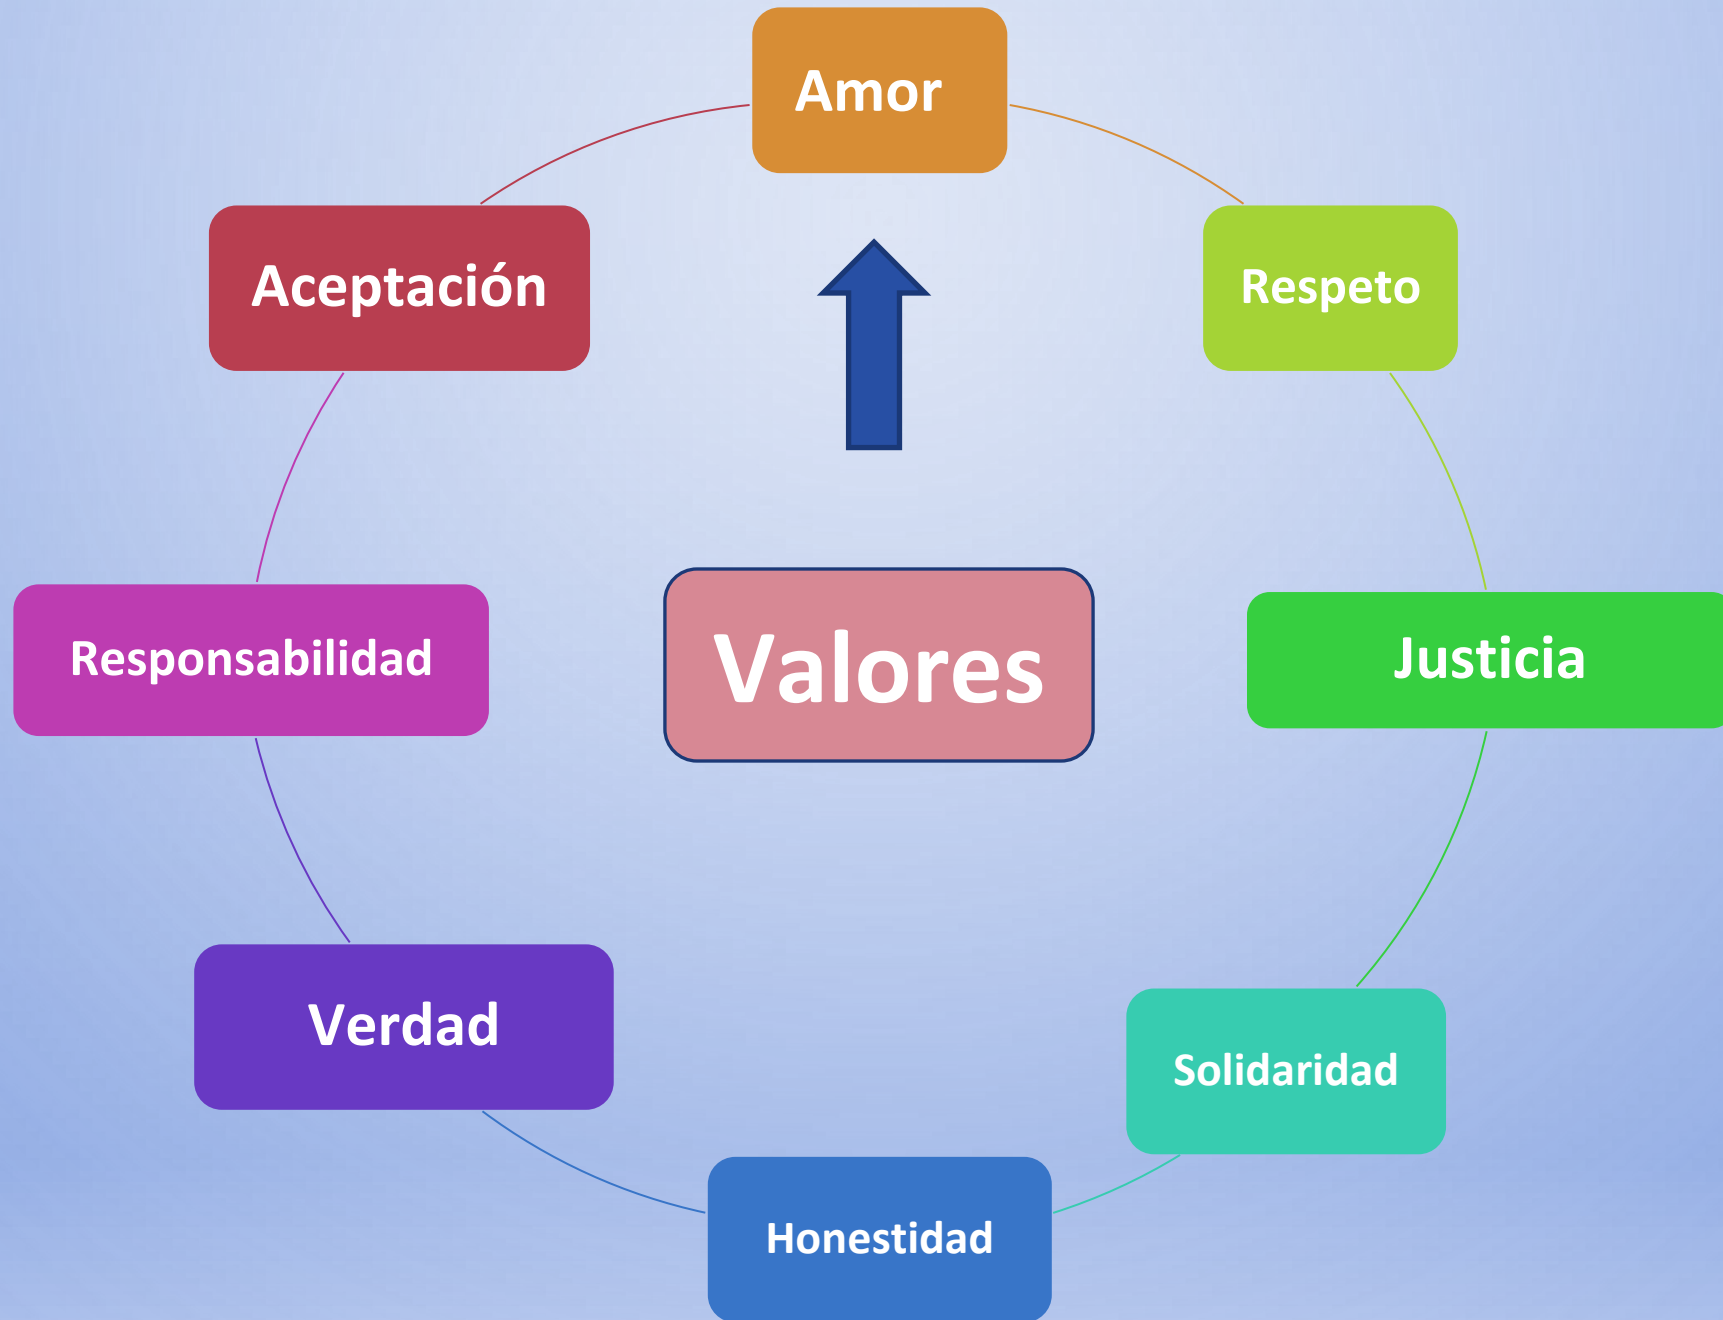 Amor
Respeto
Justicia
Solidaridad
Honestidad
Verdad
Responsabilidad
Aceptación
Valores